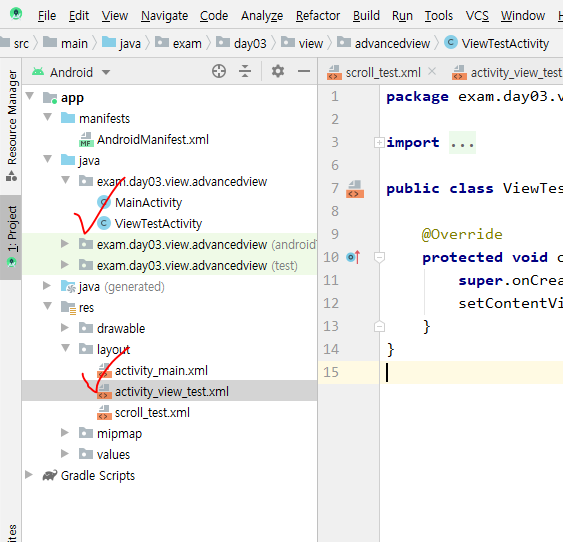 File Edit View Navigate Code Analyze Refactor Build Run Tools VCS Window Help
src main java exam day03 view advancedview ViewTestActivity
Resource Manager
1: Project
Android
app
manifests
AndroidManifest.xml
java
exam.day03.view.advancedview
MainActivity
ViewTestActivity
exam.day03.view.advancedview (android
exam.day03.view.advancedview (test)
java (generated)
res
drawable
layout
activity_main.xml
activity_view_test.xml
scroll_test.xml
mipmap
values
Gradle Scripts
scroll_test.xml activity_view_test
1 package exam.day03.v
2
3 import ...
6
7 public class ViewTes
8
9 @Override
10 protected void o
11 super.onCrea
12 setContentVi
13 }
14 }
15